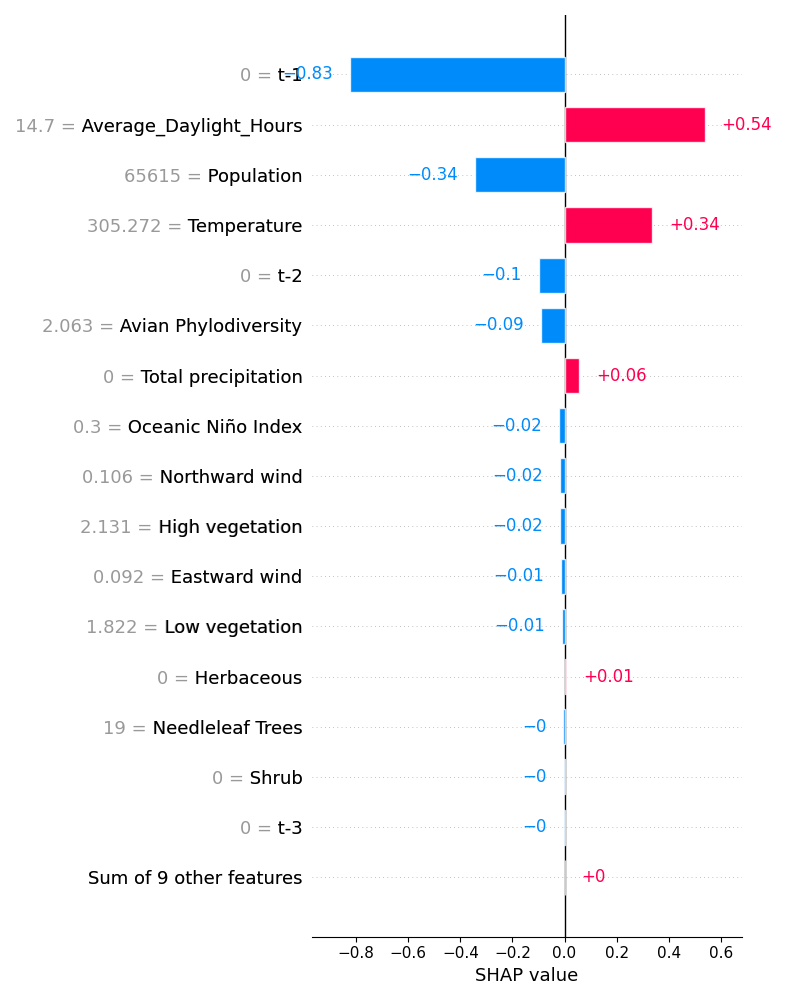 0 = t-1 −0.83
14.7 = Average_Daylight_Hours +0.54
65615 = Population −0.34
305.272 = Temperature +0.34
0 = t-2 −0.1
2.063 = Avian Phylodiversity −0.09
0 = Total precipitation +0.06
0.3 = Oceanic Niño Index −0.02
0.106 = Northward wind −0.02
2.131 = High vegetation −0.02
0.092 = Eastward wind −0.01
1.822 = Low vegetation −0.01
0 = Herbaceous +0.01
19 = Needleleaf Trees −0
0 = Shrub −0
0 = t-3 −0
Sum of 9 other features +0
−0.8 −0.6 −0.4 −0.2 0.0 0.2 0.4 0.6
SHAP value